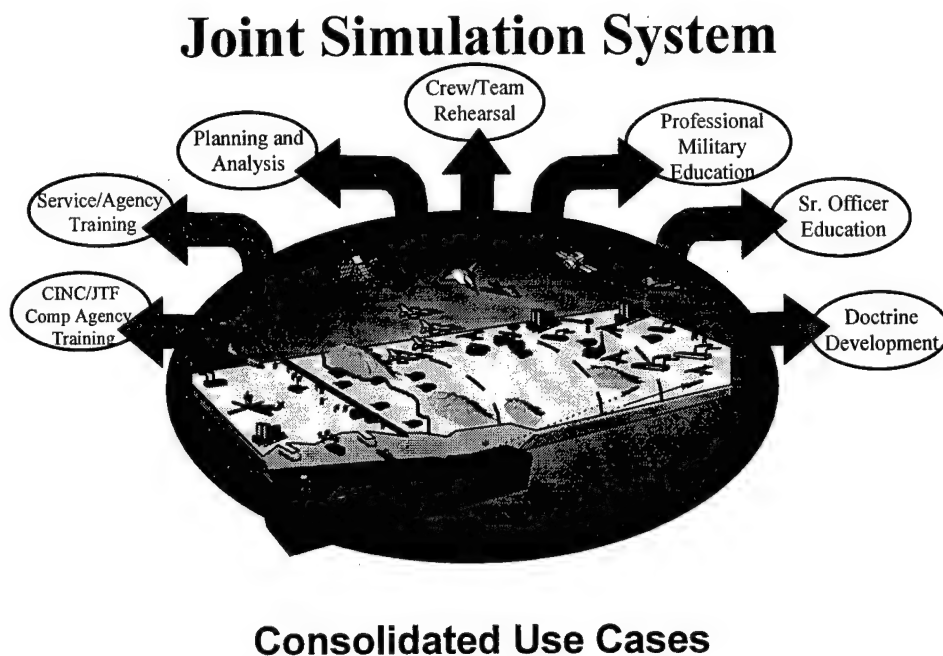 Joint Simulation System
Crew/Team
Rehearsal
Planning and
Analysis
Professional
Military
Education
Service/Agency
Training
Sr. Officer
Education
CINC/JTF
Comp Agency
Training
Doctrine
Development
Consolidated Use Cases